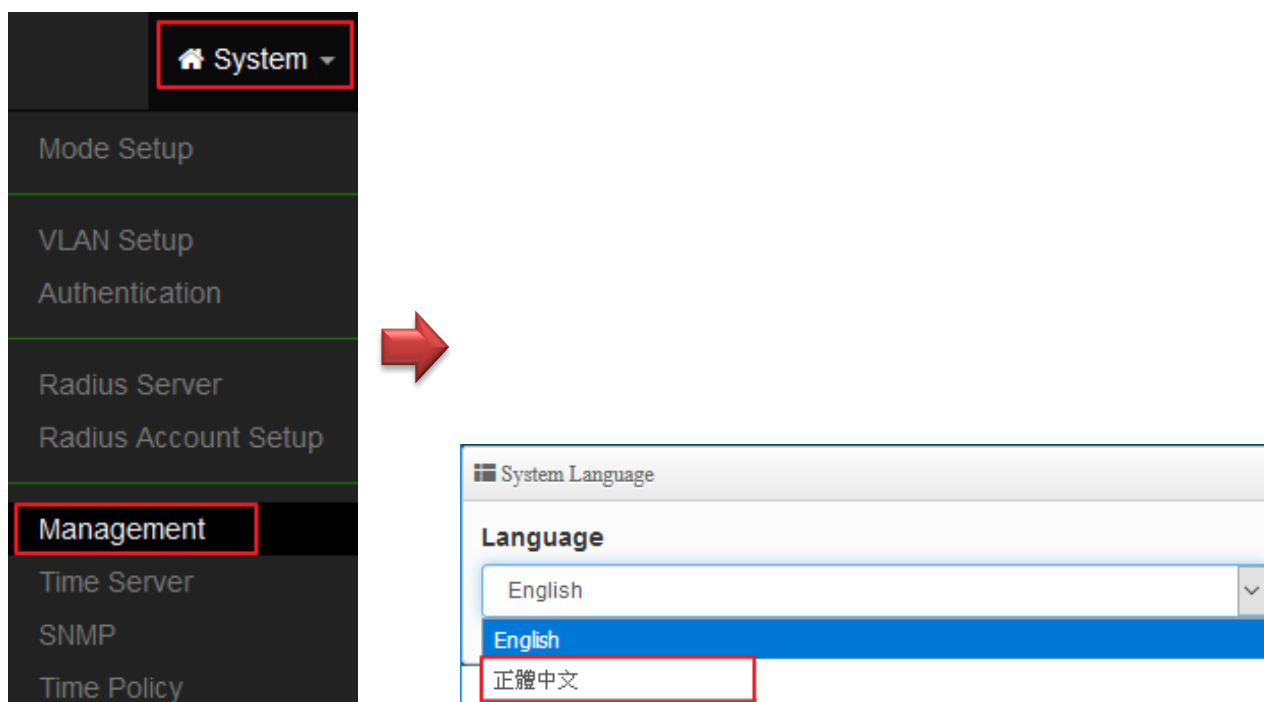 System
Mode Setup
VLAN Setup
Authentication
Radius Server
Radius Account Setup
Management
Time Server
SNMP
Time Policy
System Language
Language
English
English
正體中文